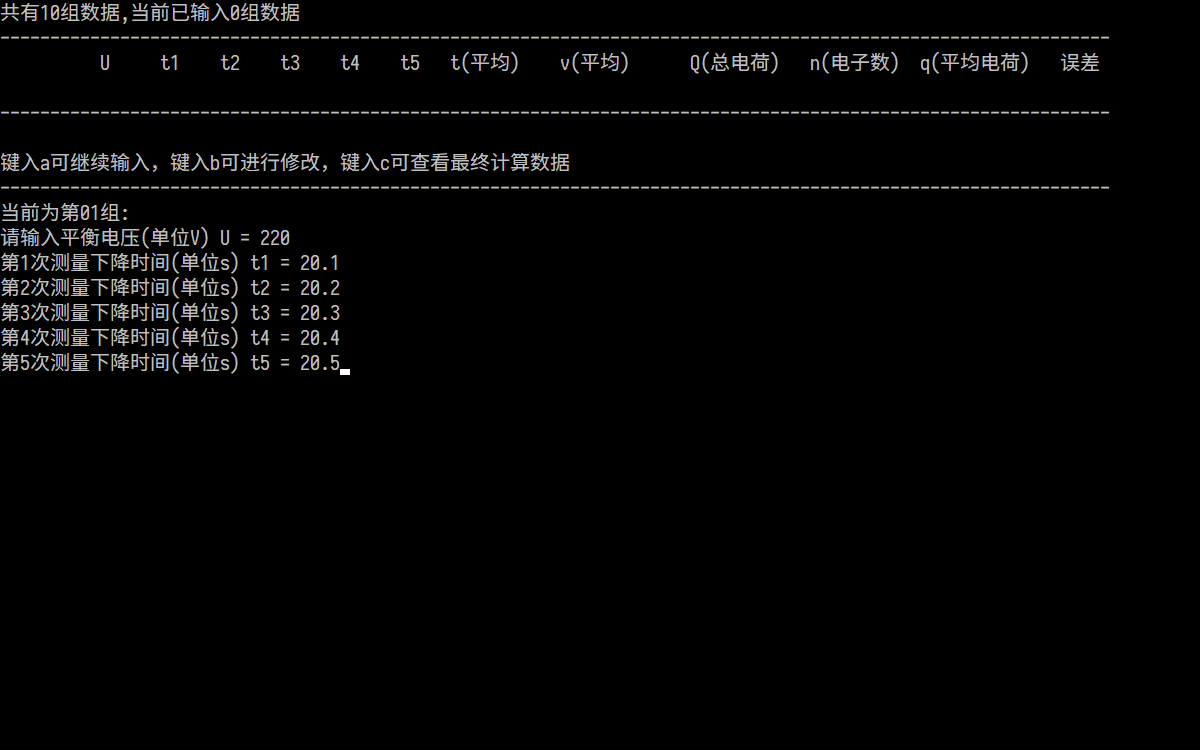 共有10组数据,当前已输入0组数据
---------------------------------------------------------------------------------------------------------------
U t1 t2 t3 t4 t5 t(平均) v(平均) Q(总电荷) n(电子数) q(平均电荷) 误差
---------------------------------------------------------------------------------------------------------------
键入a可继续输入，键入b可进行修改，键入c可查看最终计算数据
---------------------------------------------------------------------------------------------------------------
当前为第01组:
请输入平衡电压(单位V) U = 220
第1次测量下降时间(单位s) t1 = 20.1
第2次测量下降时间(单位s) t2 = 20.2
第3次测量下降时间(单位s) t3 = 20.3
第4次测量下降时间(单位s) t4 = 20.4
第5次测量下降时间(单位s) t5 = 20.5